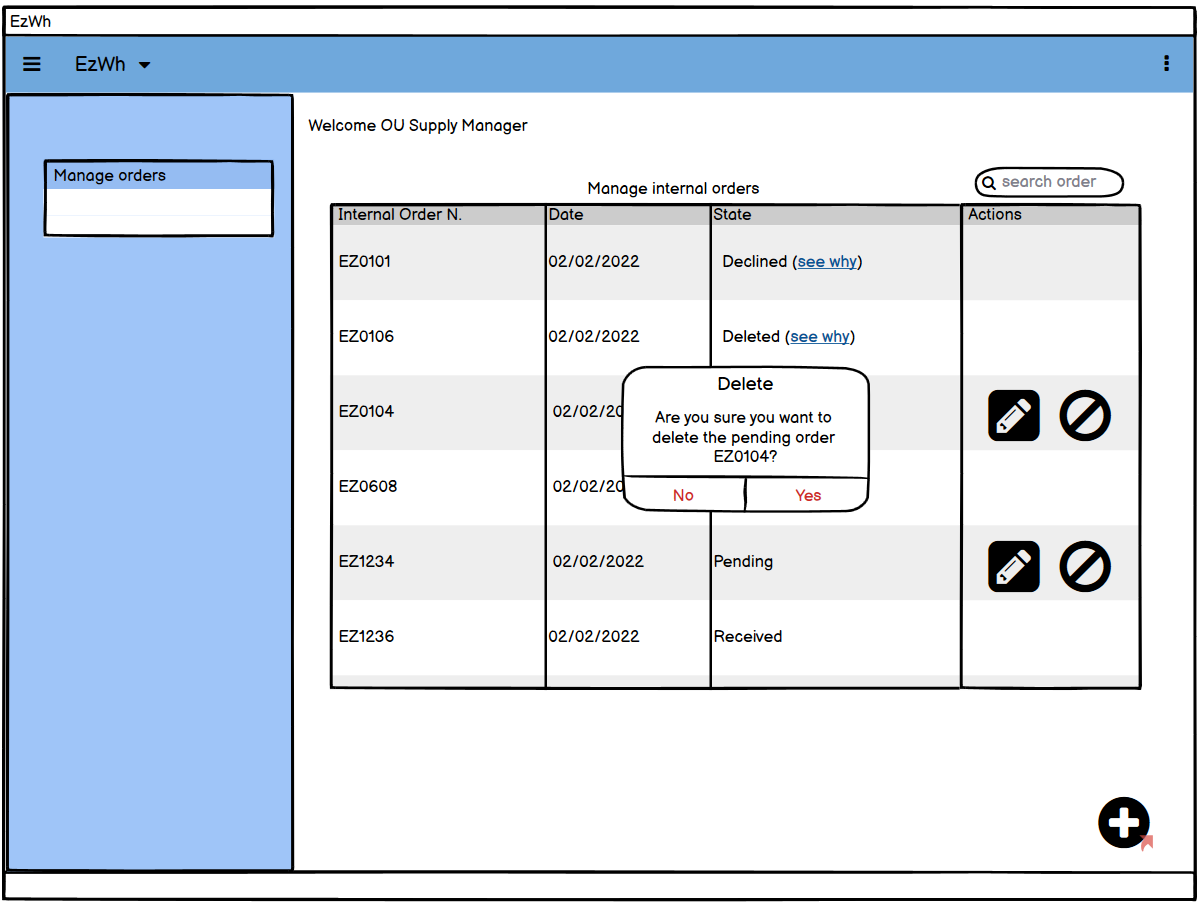 EzWh
EzWh
Welcome OU Supply Manager
Manage orders
search order
Manage internal orders
Internal Order N. Date State Actions
EZ0101 02/02/2022 Declined (see why)
EZ0106 02/02/2022 Deleted (see why)
Delete
EZ0104 02/02/20
Are you sure you want to
delete the pending order
EZ0104?
EZ0608 02/02/20
No Yes
EZ1234 02/02/2022 Pending
EZ1236 02/02/2022 Received